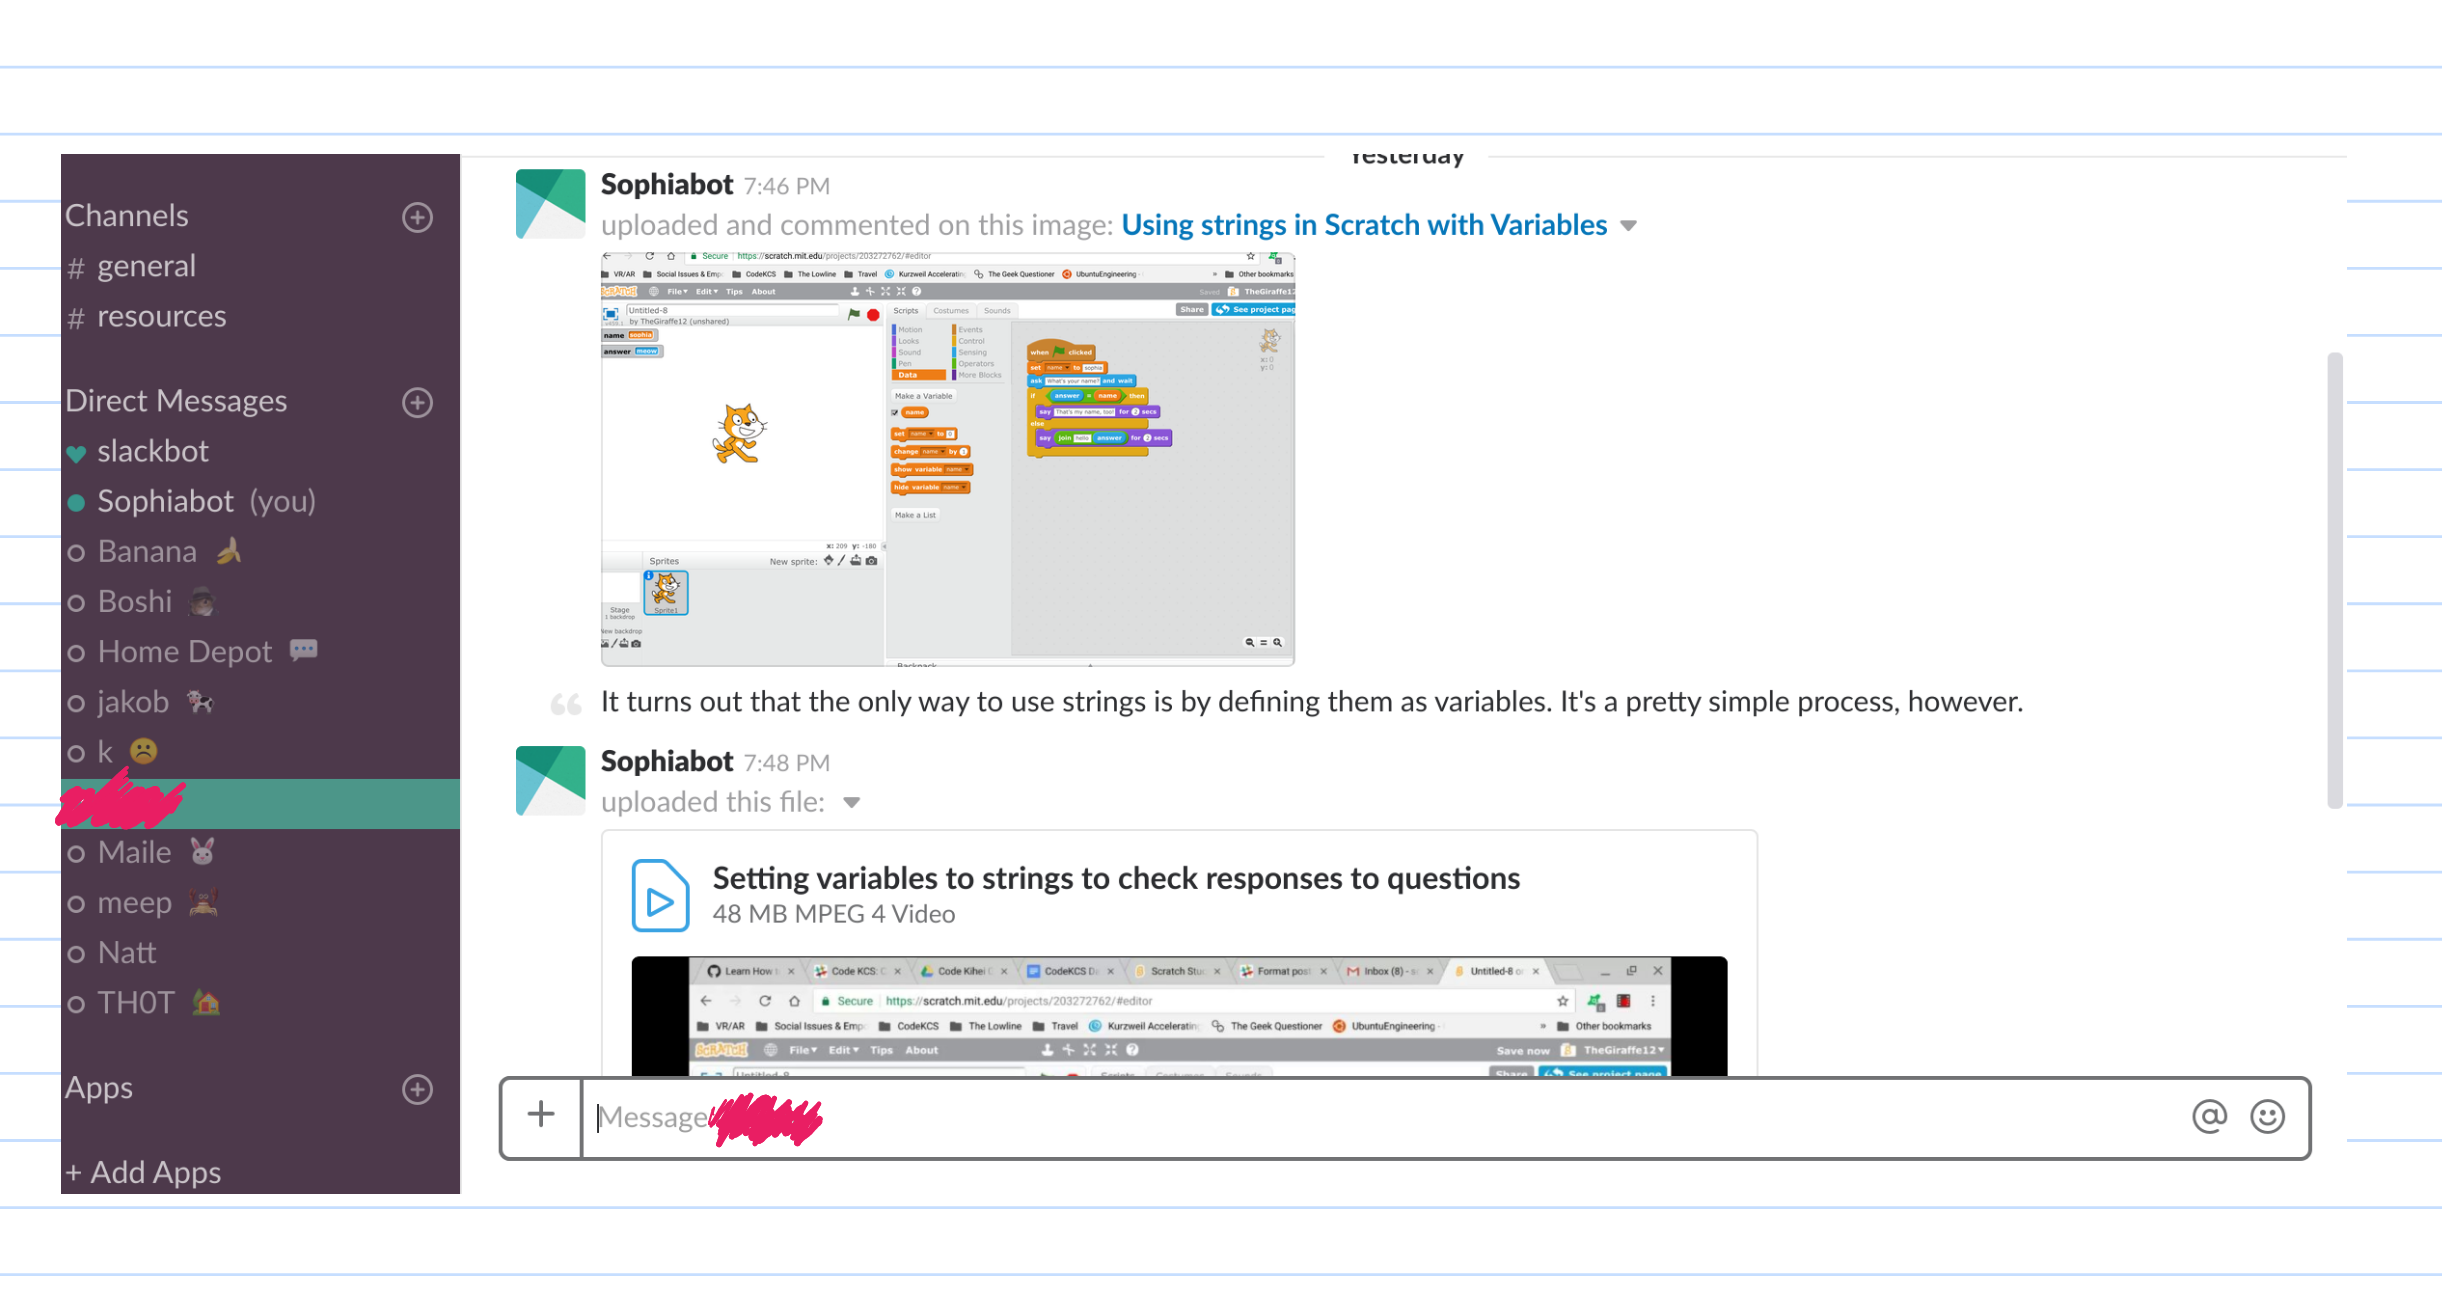 Channels
# general
# resources
Direct Messages
slackbot
Sophiabot (you)
Banana
Boshi
Home Depot
jakob
k
Maile
meep
Natt
TH0T
Apps
+ Add Apps
Yesterday
Sophiabot 7:46 PM
uploaded and commented on this image: Using strings in Scratch with Variables
Secure https://scratch.mit.edu/projects/203272762/#editor
VR/AR Social Issues & Emp CodeKCS The Lowline Travel Kurzweil Acceleratin The Geek Questioner UbuntuEngineering - Other bookmarks
SCRATCH File Edit Tips About Saved TheGiraffe12
Untitled-8
by TheGiraffe12 (unshared)
Scripts Costumes Sounds
Share See project pag
name sophia
answer meow
Motion Events
Looks Control
Sound Sensing
Pen Operators
Data More Blocks
Make a Variable
name
set name to 0
change name by 1
show variable name
hide variable name
Make a List
when clicked
set name to sophia
ask What's your name? and wait
if answer = name then
say That's my name, too! for 2 secs
else
say join hello answer for 2 secs
x: 0
y: 0
x: 209 y: -180
Sprites New sprite:
Stage
1 backdrop
Sprite1
New backdrop
Backpack
It turns out that the only way to use strings is by defining them as variables. It's a pretty simple process, however.
Sophiabot 7:48 PM
uploaded this file:
Setting variables to strings to check responses to questions
48 MB MPEG 4 Video
Learn How t Code KCS: C Code Kihei C CodeKCS D Scratch Stu Format post Inbox (8) - s Untitled-8 o
Secure https://scratch.mit.edu/projects/203272762/#editor
VR/AR Social Issues & Emp CodeKCS The Lowline Travel Kurzweil Acceleratin The Geek Questioner UbuntuEngineering - Other bookmarks
SCRATCH File Edit Tips About Save now TheGiraffe12
Untitled-8 Scripts Costumes Sounds Share See project page
Message